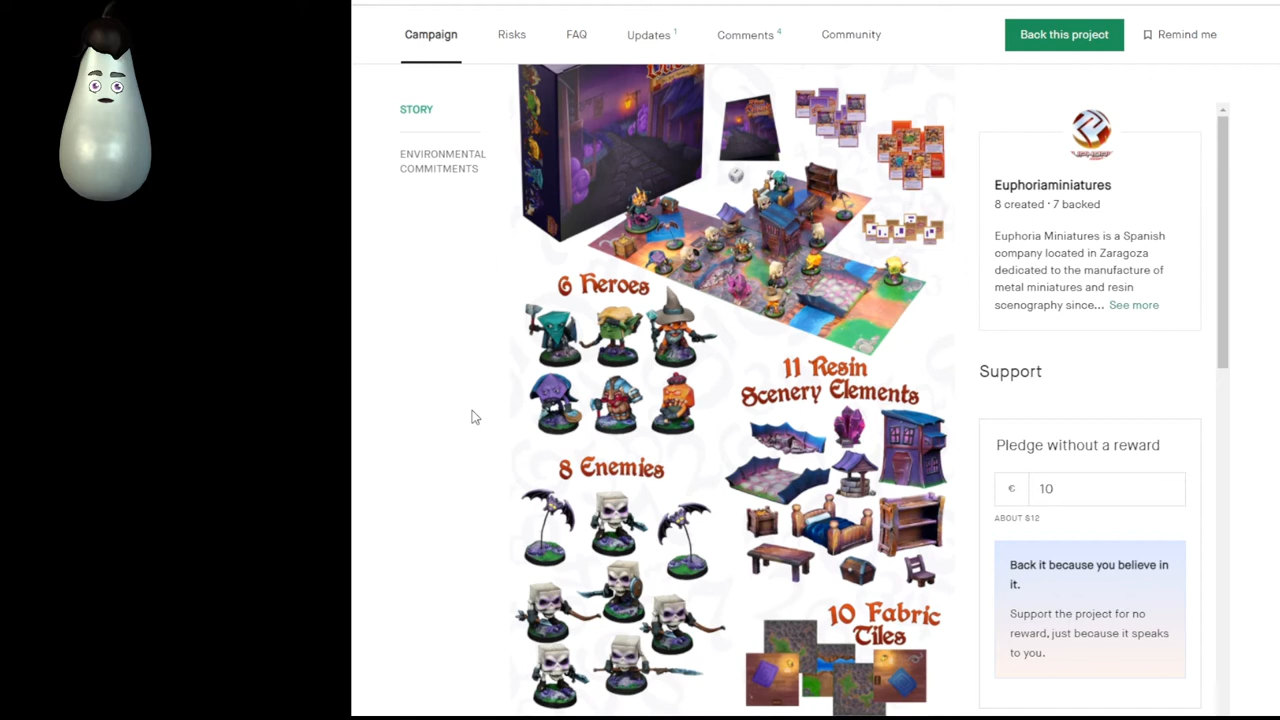 Campaign
Risks
FAQ
Updates 1
Comments 4
Community
Back this project
Remind me
STORY
ENVIRONMENTAL
COMMITMENTS
6 Heroes
8 Enemies
11 Resin
Scenery Elements
10 Fabric
Tiles
Euphoriaminiatures
8 created · 7 backed
Euphoria Miniatures is a Spanish
company located in Zaragoza
dedicated to the manufacture of
metal miniatures and resin
scenography since... See more
Support
Pledge without a reward
€ 10
ABOUT $12
Back it because you believe in
it.
Support the project for no
reward, just because it speaks
to you.